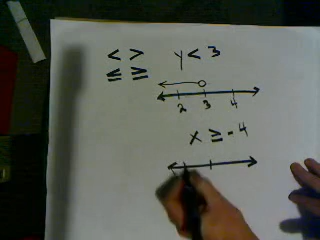 < > y < 3
≤ ≥
2 3 4
x ≥ -4